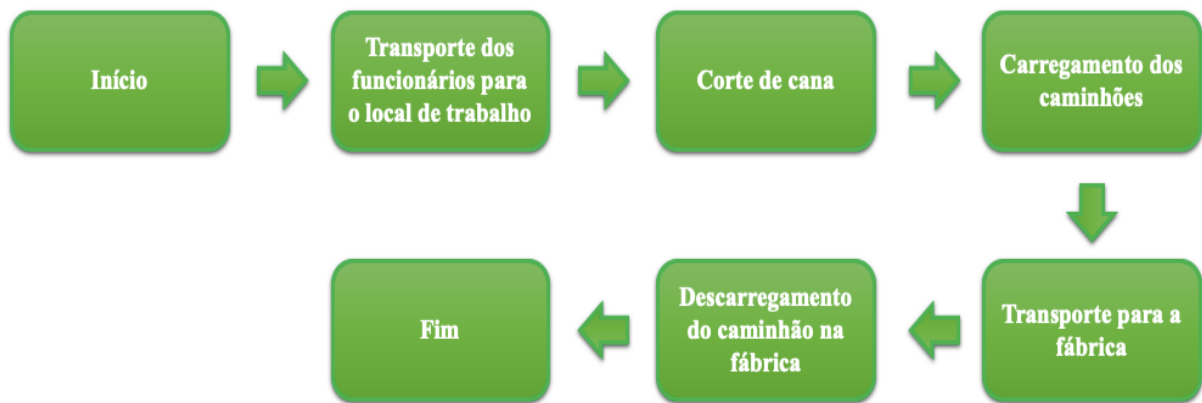 Início
Transporte dos
funcionários para
o local de trabalho
Corte de cana
Carregamento dos
caminhões
Transporte para a
fábrica
Descarregamento
do caminhão na
fábrica
Fim